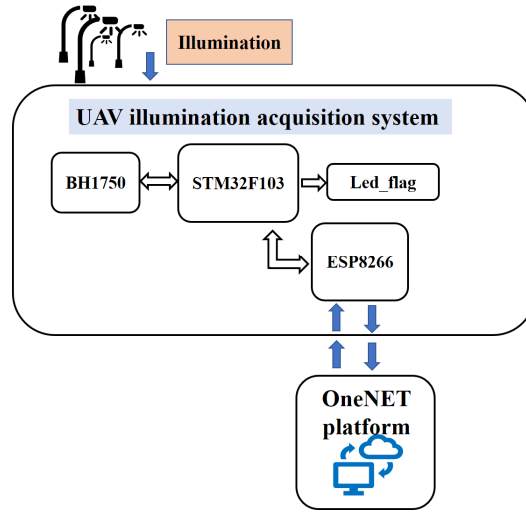 Illumination
UAV illumination acquisition system
BH1750
STM32F103
Led_flag
ESP8266
OneNET
platform